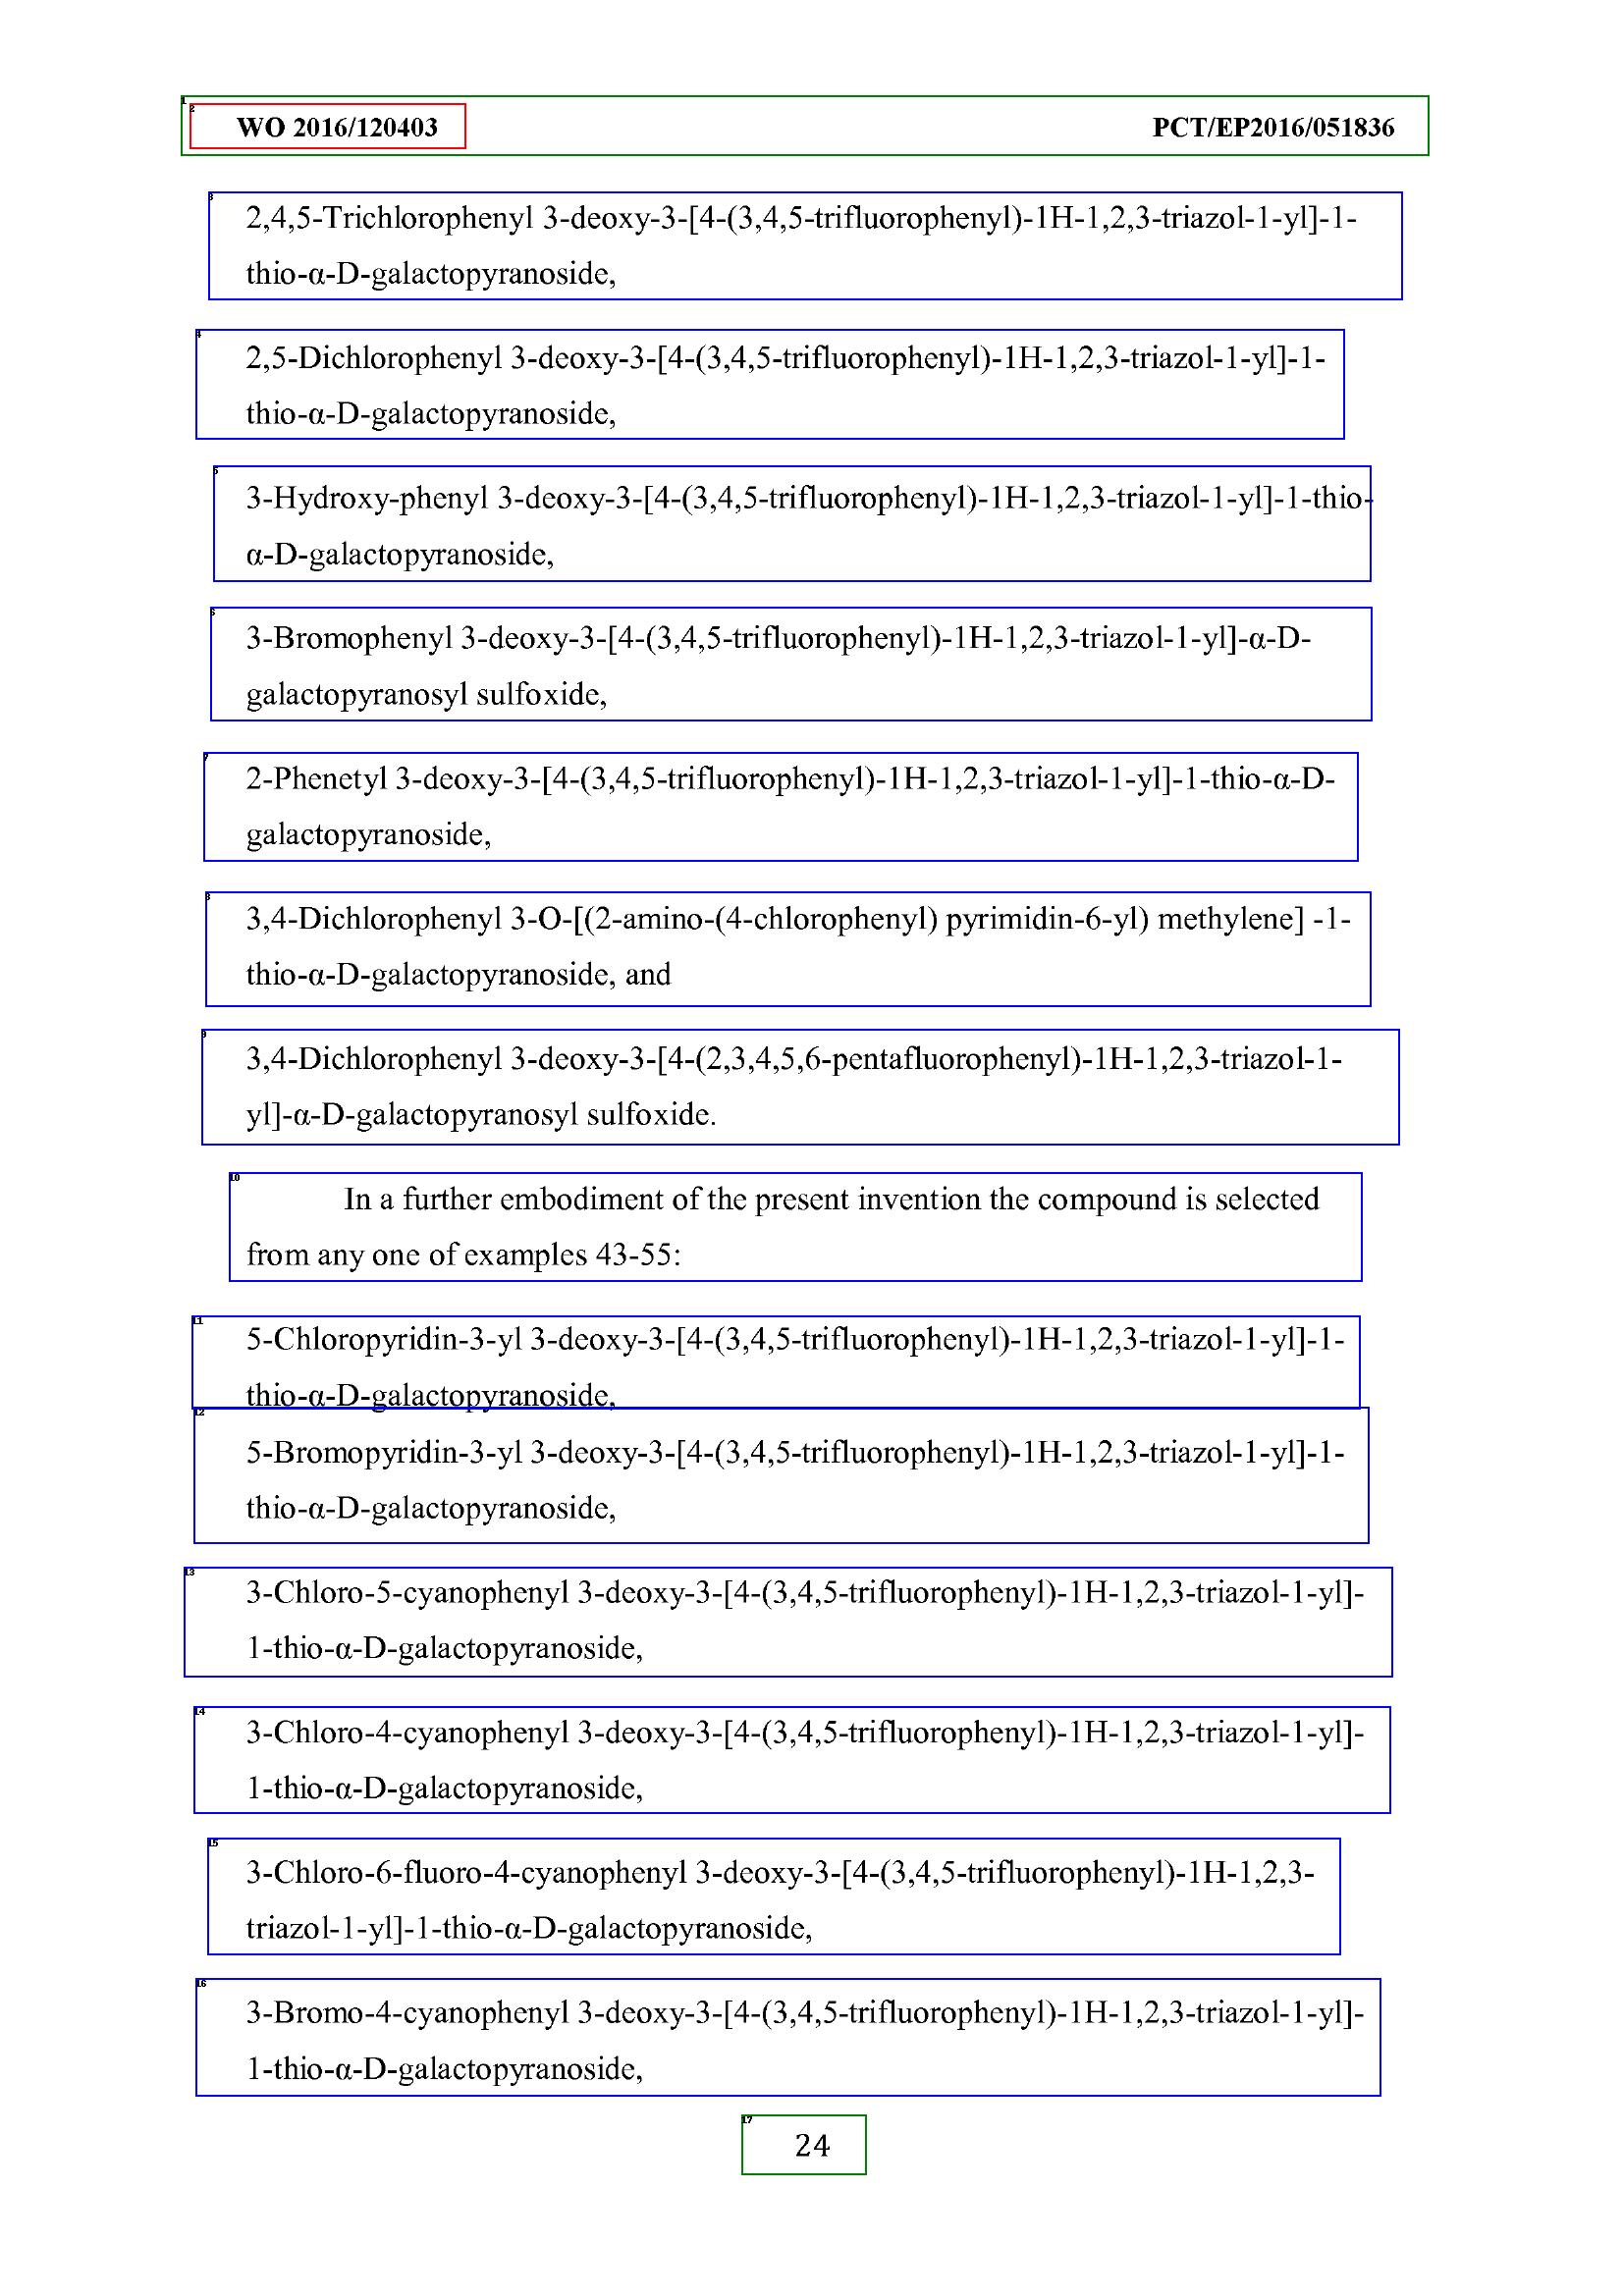 WO 2016/120403 PCT/EP2016/051836
2,4,5-Trichlorophenyl 3-deoxy-3-[4-(3,4,5-trifluorophenyl)-1H-1,2,3-triazol-1-yl]-1-
thio-α-D-galactopyranoside,
2,5-Dichlorophenyl 3-deoxy-3-[4-(3,4,5-trifluorophenyl)-1H-1,2,3-triazol-1-yl]-1-
thio-α-D-galactopyranoside,
3-Hydroxy-phenyl 3-deoxy-3-[4-(3,4,5-trifluorophenyl)-1H-1,2,3-triazol-1-yl]-1-thio-
α-D-galactopyranoside,
3-Bromophenyl 3-deoxy-3-[4-(3,4,5-trifluorophenyl)-1H-1,2,3-triazol-1-yl]-α-D-
galactopyranosyl sulfoxide,
2-Phenetyl 3-deoxy-3-[4-(3,4,5-trifluorophenyl)-1H-1,2,3-triazol-1-yl]-1-thio-α-D-
galactopyranoside,
3,4-Dichlorophenyl 3-O-[(2-amino-(4-chlorophenyl) pyrimidin-6-yl) methylene] -1-
thio-α-D-galactopyranoside, and
3,4-Dichlorophenyl 3-deoxy-3-[4-(2,3,4,5,6-pentafluorophenyl)-1H-1,2,3-triazol-1-
yl]-α-D-galactopyranosyl sulfoxide.
In a further embodiment of the present invention the compound is selected
from any one of examples 43-55:
5-Chloropyridin-3-yl 3-deoxy-3-[4-(3,4,5-trifluorophenyl)-1H-1,2,3-triazol-1-yl]-1-
thio-α-D-galactopyranoside,
5-Bromopyridin-3-yl 3-deoxy-3-[4-(3,4,5-trifluorophenyl)-1H-1,2,3-triazol-1-yl]-1-
thio-α-D-galactopyranoside,
3-Chloro-5-cyanophenyl 3-deoxy-3-[4-(3,4,5-trifluorophenyl)-1H-1,2,3-triazol-1-yl]-
1-thio-α-D-galactopyranoside,
3-Chloro-4-cyanophenyl 3-deoxy-3-[4-(3,4,5-trifluorophenyl)-1H-1,2,3-triazol-1-yl]-
1-thio-α-D-galactopyranoside,
3-Chloro-6-fluoro-4-cyanophenyl 3-deoxy-3-[4-(3,4,5-trifluorophenyl)-1H-1,2,3-
triazol-1-yl]-1-thio-α-D-galactopyranoside,
3-Bromo-4-cyanophenyl 3-deoxy-3-[4-(3,4,5-trifluorophenyl)-1H-1,2,3-triazol-1-yl]-
1-thio-α-D-galactopyranoside,
24